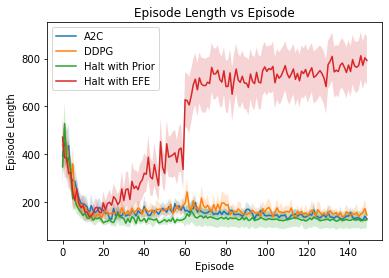 Episode Length vs Episode
A2C
DDPG
Halt with Prior
Halt with EFE
Episode Length
800
600
400
200
0 20 40 60 80 100 120 140
Episode